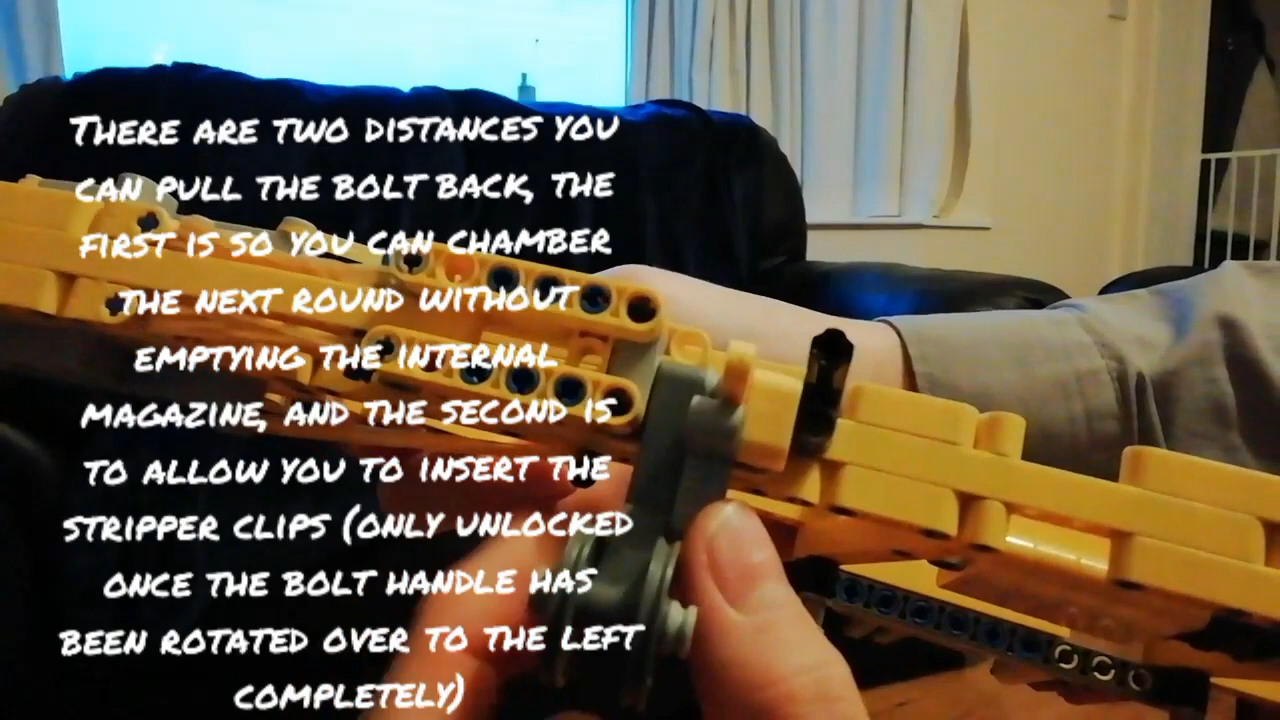 There are two distances you
can pull the bolt back, the
first is so you can chamber
the next round without
emptying the internal
magazine, and the second is
to allow you to insert the
stripper clips (only unlocked
once the bolt handle has
been rotated over to the left
completely)